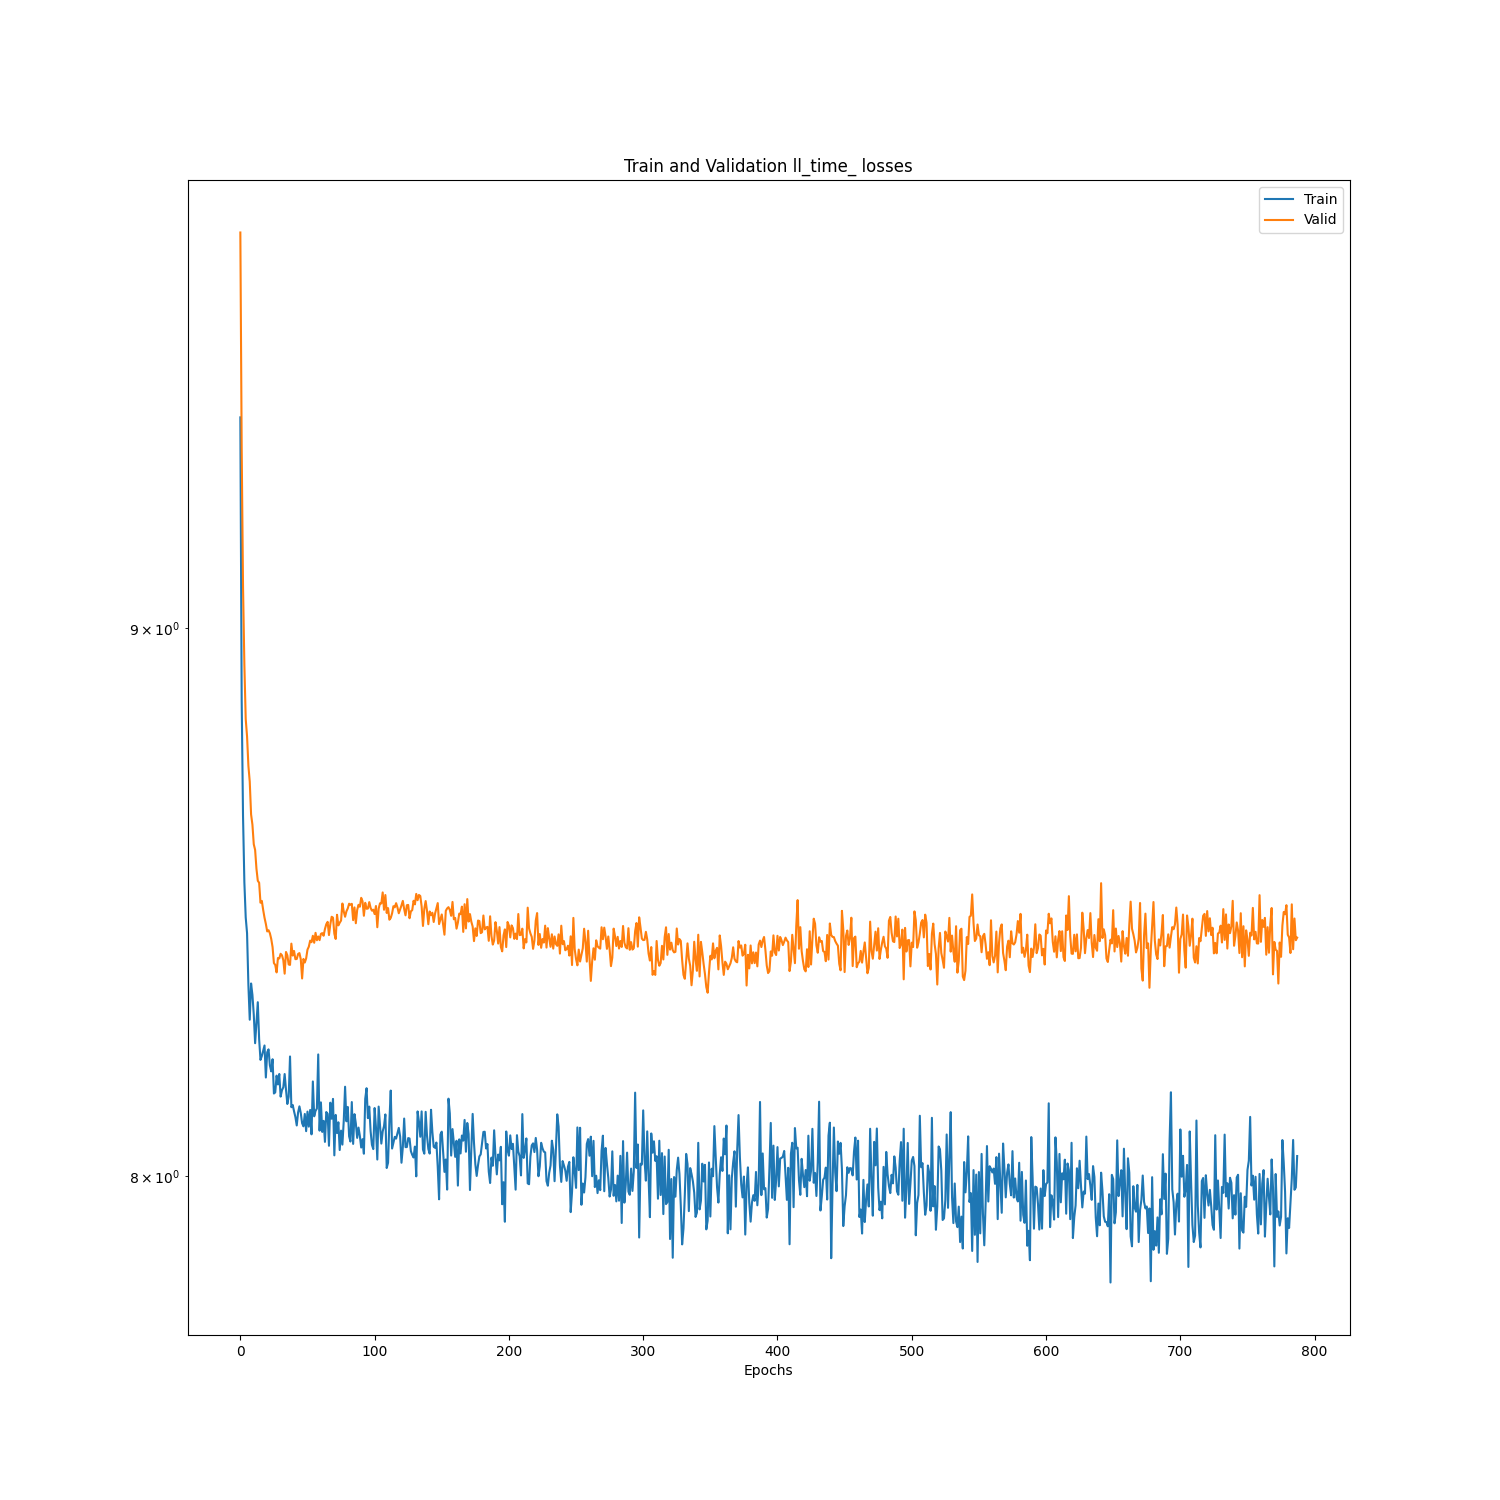 Train and Validation ll_time_ losses
Train
Valid
9 × 10⁰
8 × 10⁰
0 100 200 300 400 500 600 700 800
Epochs